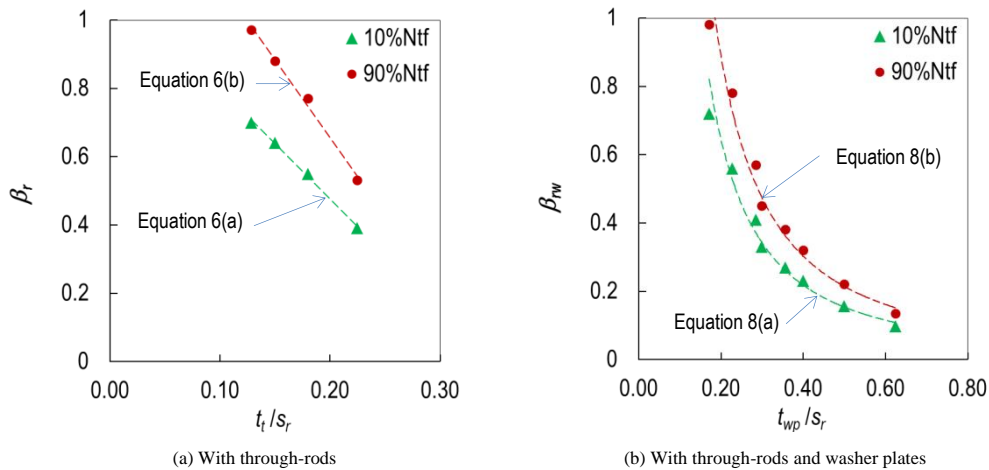 1
0.8
0.6
0.4
0.2
0
βr
0.00 0.10 0.20 0.30
tt /sr
10%Ntf
90%Ntf
Equation 6(b)
Equation 6(a)
(a) With through-rods
1
0.8
0.6
0.4
0.2
0
βrw
0.00 0.20 0.40 0.60 0.80
twp/sr
10%Ntf
90%Ntf
Equation 8(b)
Equation 8(a)
(b) With through-rods and washer plates